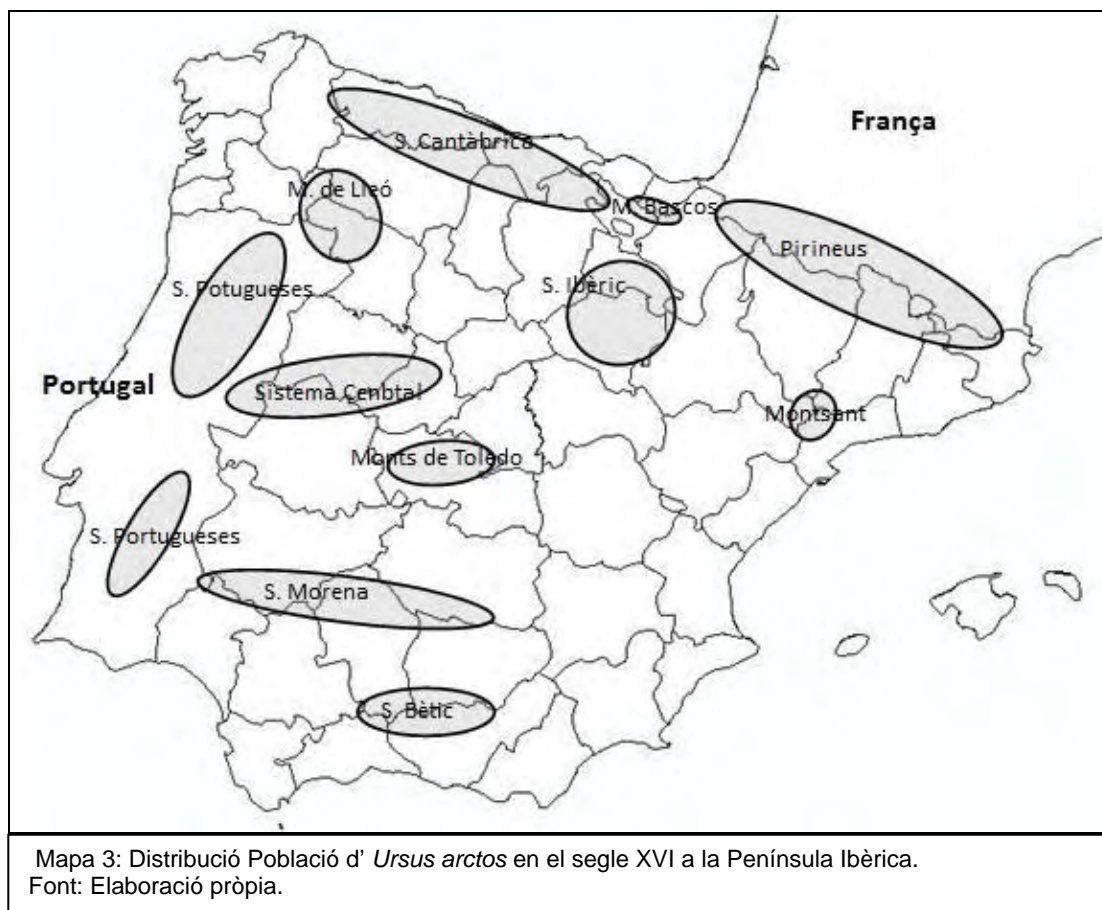 França
S. Cantàbrica
M. de Lleó
M. Bascos
Pirineus
S. Ibèric
S. Potugueses
Portugal
Sistema Cenbtal
Montsant
Monts de Toledo
S. Portugueses
S. Morena
S. Bètic
Mapa 3: Distribució Població d' Ursus arctos en el segle XVI a la Península Ibèrica.
Font: Elaboració pròpia.